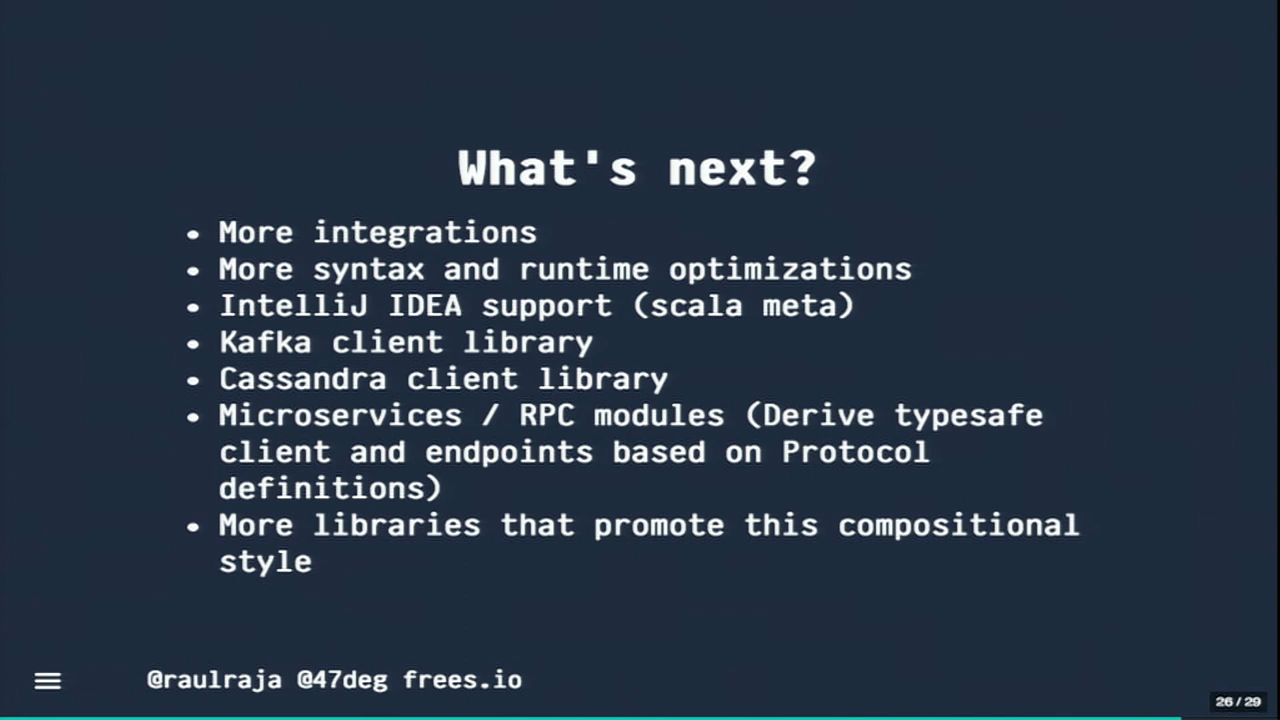 What's next?
• More integrations
• More syntax and runtime optimizations
• IntelliJ IDEA support (scala meta)
• Kafka client library
• Cassandra client library
• Microservices / RPC modules (Derive typesafe
client and endpoints based on Protocol
definitions)
• More libraries that promote this compositional
style
@raulraja @47deg frees.io
26 / 29